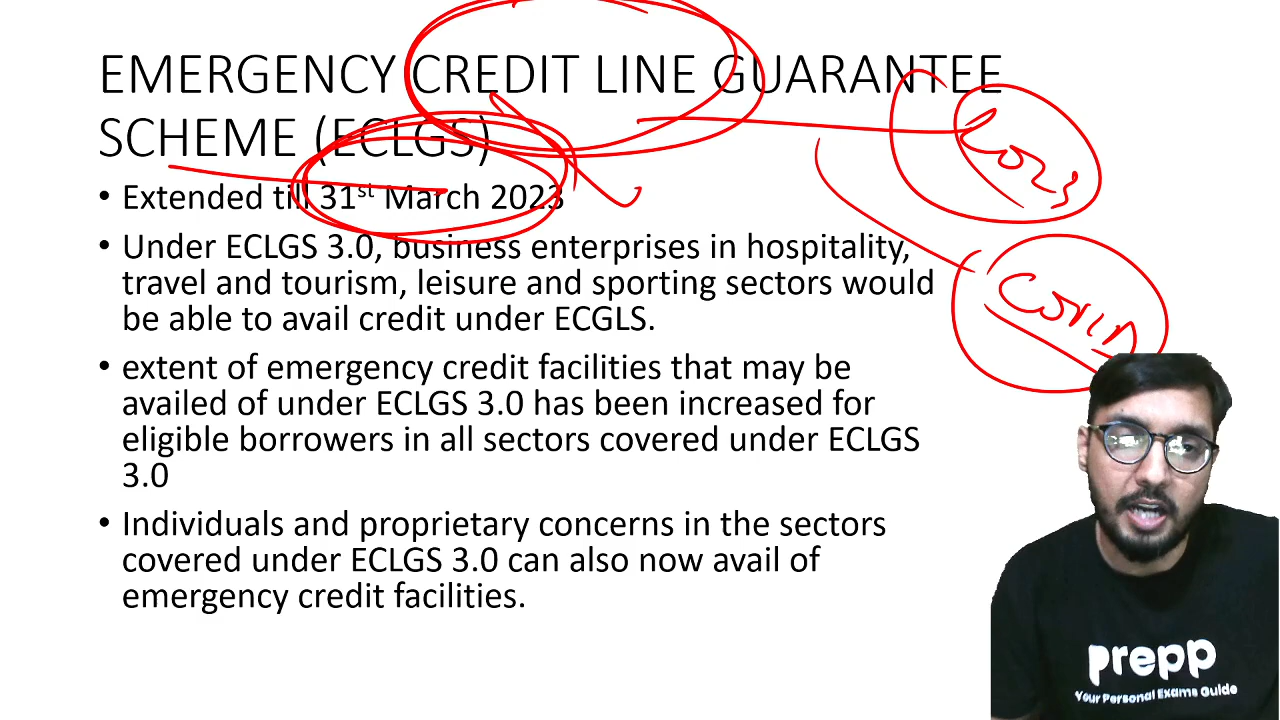 EMERGENCY CREDIT LINE GUARANTEE
SCHEME (ECLGS)
• Extended till 31st March 2023
• Under ECLGS 3.0, business enterprises in hospitality,
travel and tourism, leisure and sporting sectors would
be able to avail credit under ECGLS.
• extent of emergency credit facilities that may be
availed of under ECLGS 3.0 has been increased for
eligible borrowers in all sectors covered under ECLGS
3.0
• Individuals and proprietary concerns in the sectors
covered under ECLGS 3.0 can also now avail of
emergency credit facilities.
prepp
Your Personal Exams Guide